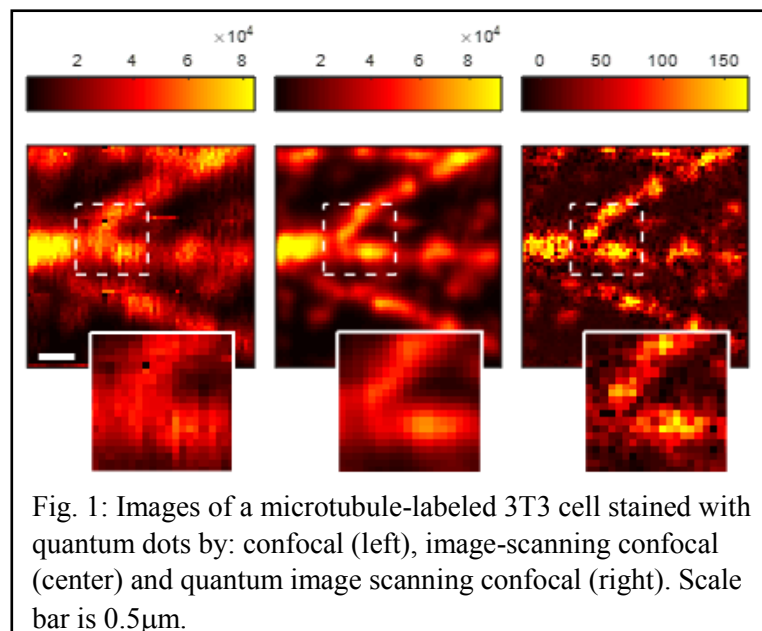 ×10⁴ ×10⁴
2 4 6 8 2 4 6 8 0 50 100 150
Fig. 1: Images of a microtubule-labeled 3T3 cell stained with
quantum dots by: confocal (left), image-scanning confocal
(center) and quantum image scanning confocal (right). Scale
bar is 0.5μm.